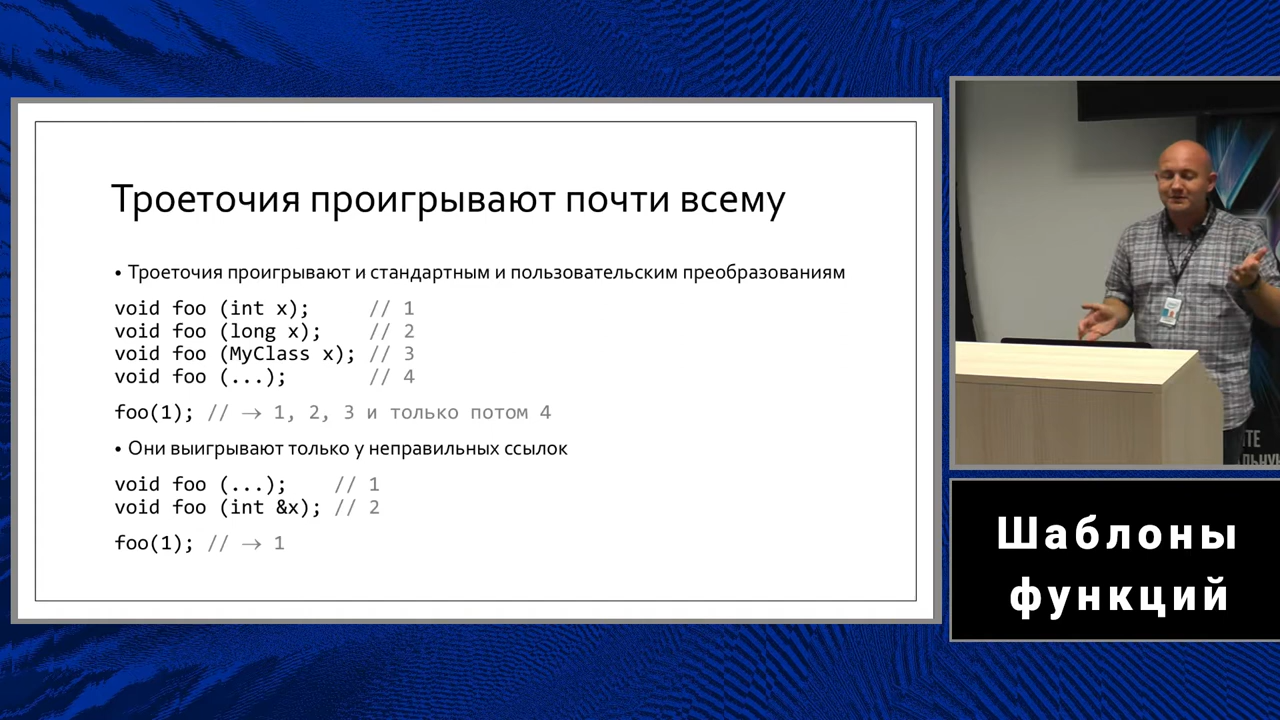 Троеточия проигрывают почти всему
• Троеточия проигрывают и стандартным и пользовательским преобразованиям
void foo (int x); // 1
void foo (long x); // 2
void foo (MyClass x); // 3
void foo (...); // 4
foo(1); // → 1, 2, 3 и только потом 4
• Они выигрывают только у неправильных ссылок
void foo (...); // 1
void foo (int &x); // 2
foo(1); // → 1
Шаблоны
функций